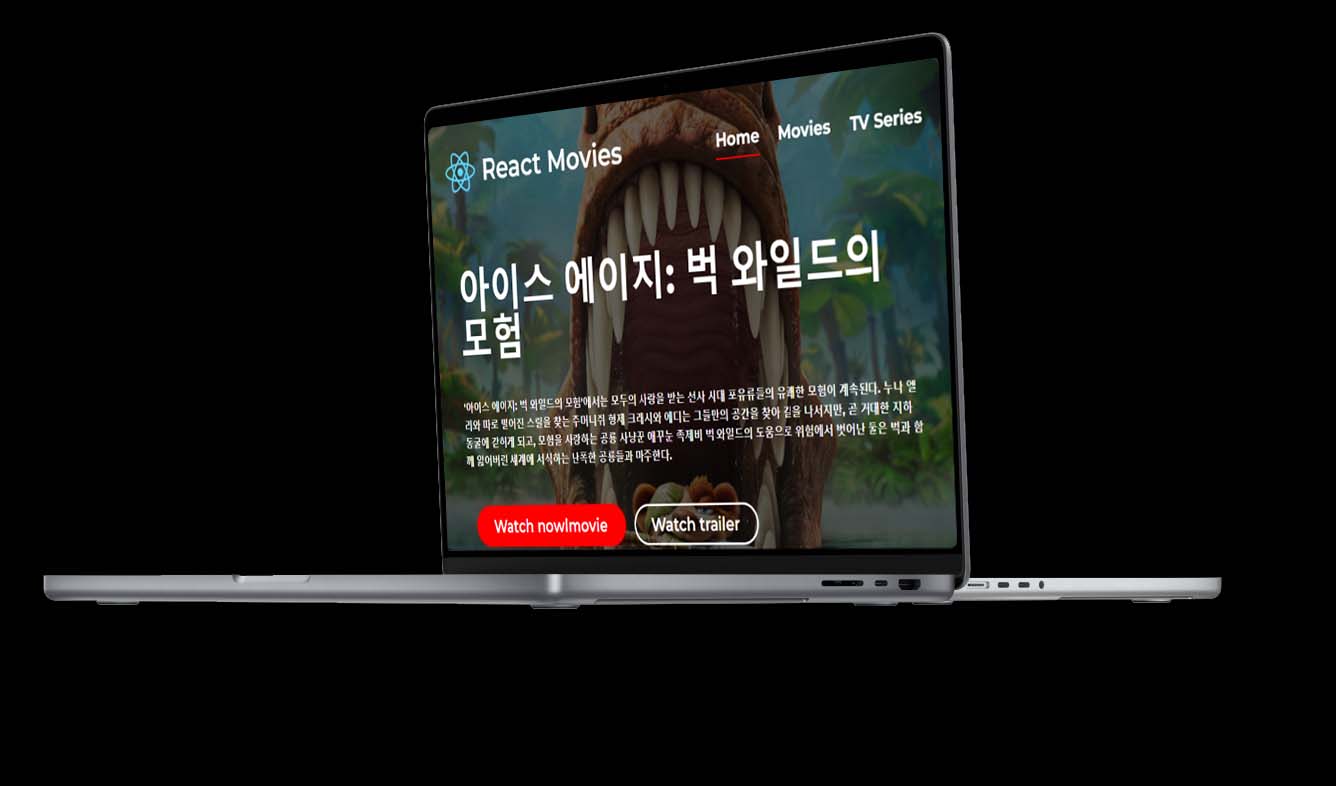 React Movies
Home Movies TV Series
아이스 에이지: 벅 와일드의
모험
'아이스 에이지: 벅 와일드의 모험'에서는 모두의 사랑을 받는 선사 시대 포유류들의 유쾌한 모험이 계속된다. 누나 엘
리와 따로 떨어진 스릴을 찾는 주머니쥐 형제 크래시와 에디는 그들만의 공간을 찾아 길을 나서지만, 곧 거대한 지하
동굴에 갇히게 되고, 모험을 사랑하는 공룡 사냥꾼 애꾸눈 족제비 벅 와일드의 도움으로 위험에서 벗어난 둘은 벅과 함
께 잃어버린 세계에 서식하는 난폭한 공룡들과 마주한다.
Watch nowlmovie Watch trailer